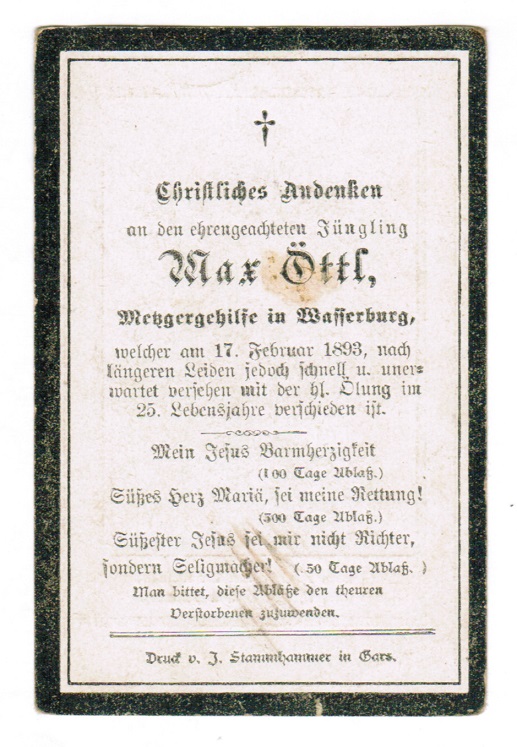 Christliches Andenken
an den ehrengeachteten Jüngling
Max Öttl,
Metzgergehilfe in Wasserburg,
welcher am 17. Februar 1893, nach
längeren Leiden jedoch schnell u. uner-
wartet versehen mit der hl. Ölung im
25. Lebensjahre verschieden ist.
Mein Jesus Barmherzigkeit
(100 Tage Ablaß.)
Süßes Herz Mariä, sei meine Rettung!
(300 Tage Ablaß.)
Süßester Jesus sei mir nicht Richter,
sondern Seligmacher! (50 Tage Ablaß. )
Man bittet, diese Abläße den theuren
Verstorbenen zuzuwenden.
Druck v. J. Stammhammer in Gars.